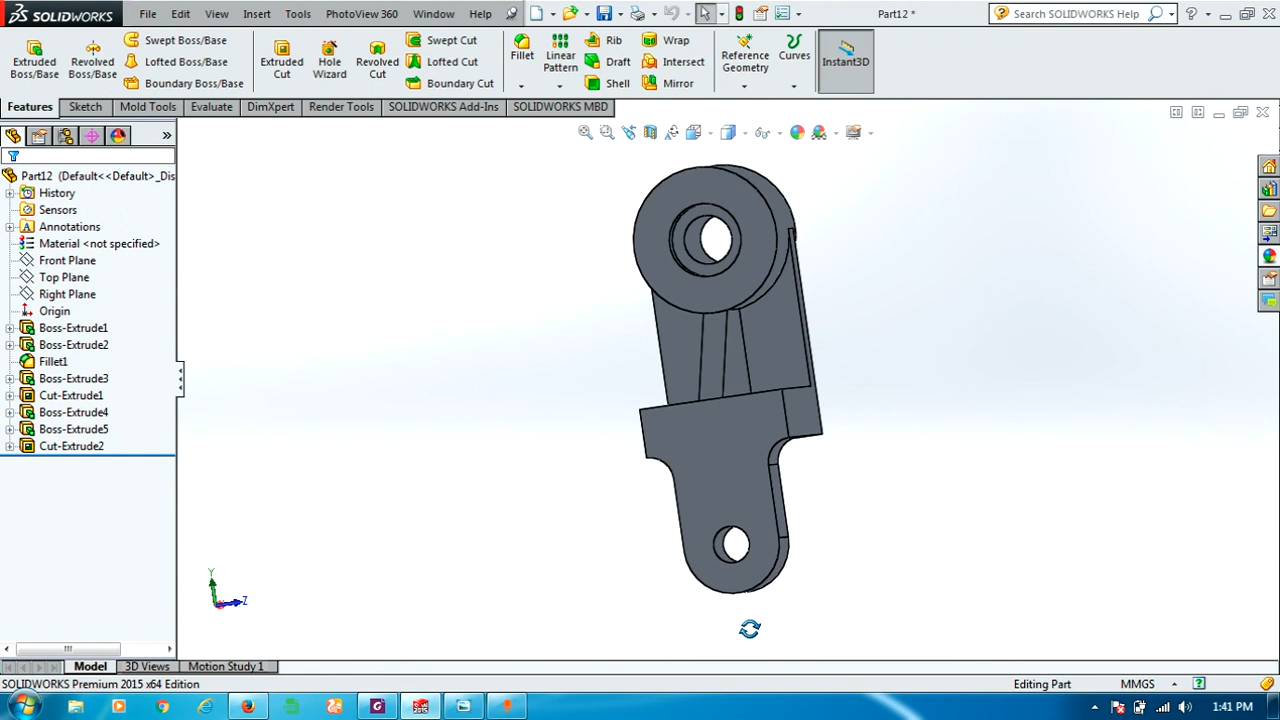 SOLIDWORKS
File Edit View Insert Tools PhotoView 360 Window Help
Part12 *
Search SOLIDWORKS Help
Extruded Boss/Base
Revolved Boss/Base
Swept Boss/Base
Lofted Boss/Base
Boundary Boss/Base
Extruded Cut
Hole Wizard
Revolved Cut
Swept Cut
Lofted Cut
Boundary Cut
Fillet
Linear Pattern
Rib
Draft
Shell
Wrap
Intersect
Mirror
Reference Geometry
Curves
Instant3D
Features Sketch Mold Tools Evaluate DimXpert Render Tools SOLIDWORKS Add-Ins SOLIDWORKS MBD
Part12 (Default<<Default>_Dis
History
Sensors
Annotations
Material <not specified>
Front Plane
Top Plane
Right Plane
Origin
Boss-Extrude1
Boss-Extrude2
Fillet1
Boss-Extrude3
Cut-Extrude1
Boss-Extrude4
Boss-Extrude5
Cut-Extrude2
Y
Z
Model 3D Views Motion Study 1
SOLIDWORKS Premium 2015 x64 Edition
Editing Part
MMGS
1:41 PM